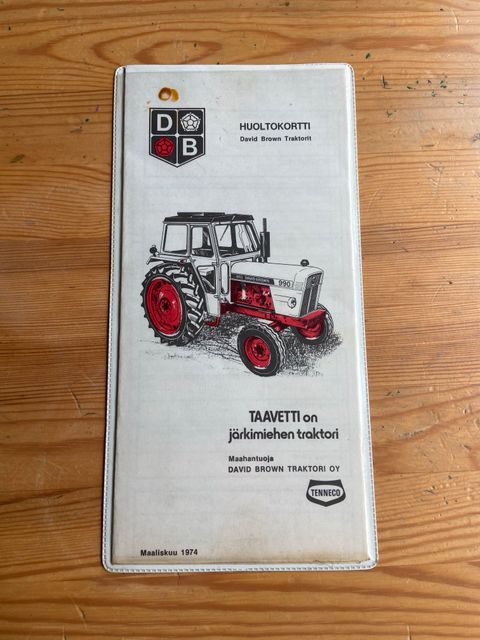 D
B
HUOLTOKORTTI
David Brown Traktorit
990
TAAVETTI on
järkimiehen traktori
Maahantuoja
DAVID BROWN TRAKTORI OY
TENNECO
Maaliskuu 1974